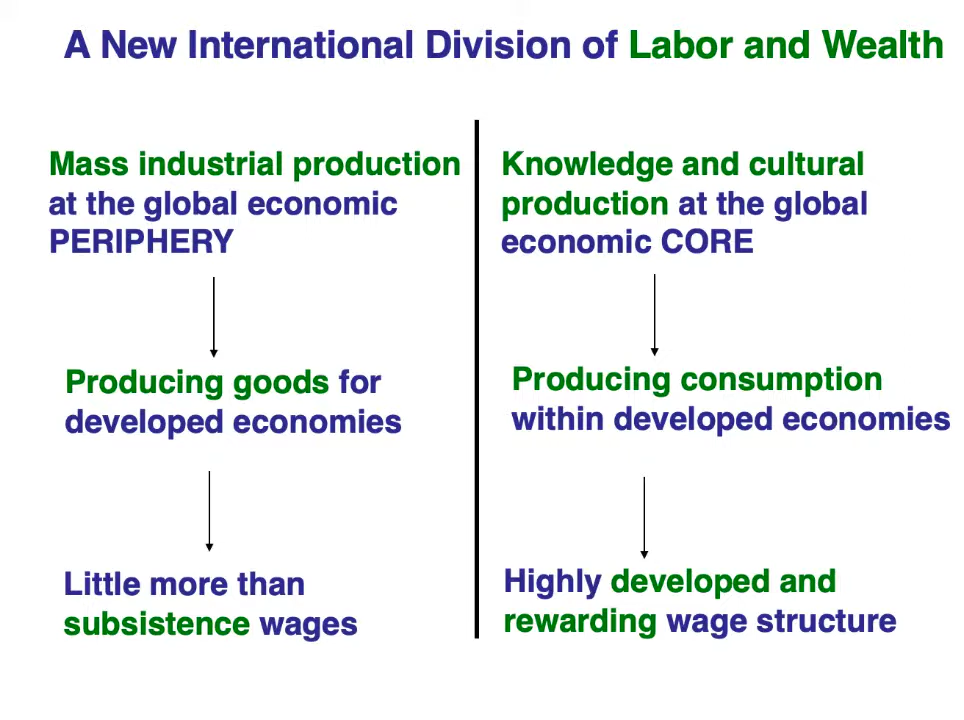 A New International Division of Labor and Wealth
Mass industrial production
at the global economic
PERIPHERY
Producing goods for
developed economies
Little more than
subsistence wages
Knowledge and cultural
production at the global
economic CORE
Producing consumption
within developed economies
Highly developed and
rewarding wage structure